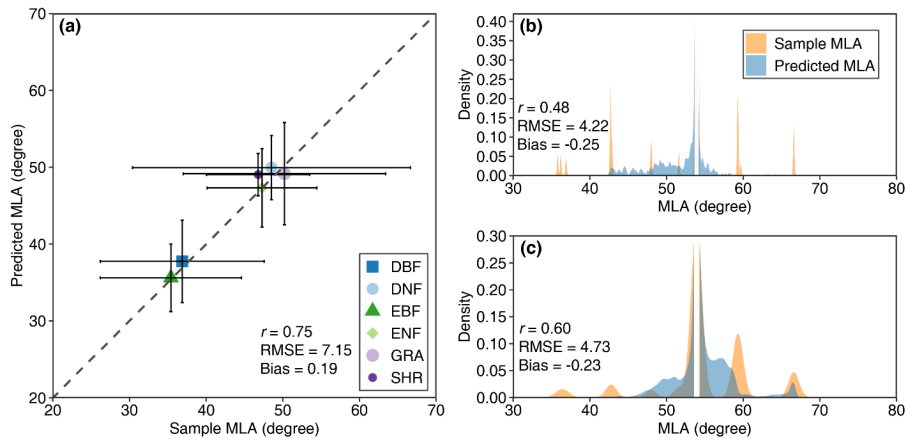 (a)
70
60
50
40
30
20
Predicted MLA (degree)
r = 0.75
RMSE = 7.15
Bias = 0.19
DBF
DNF
EBF
ENF
GRA
SHR
20 30 40 50 60 70
Sample MLA (degree)
(b)
0.40
0.35
0.30
0.25
0.20
0.15
0.10
0.05
0.00
Density
Sample MLA
Predicted MLA
r = 0.48
RMSE = 4.22
Bias = -0.25
30 40 50 60 70 80
MLA (degree)
(c)
0.30
0.25
0.20
0.15
0.10
0.05
0.00
Density
r = 0.60
RMSE = 4.73
Bias = -0.23
30 40 50 60 70 80
MLA (degree)